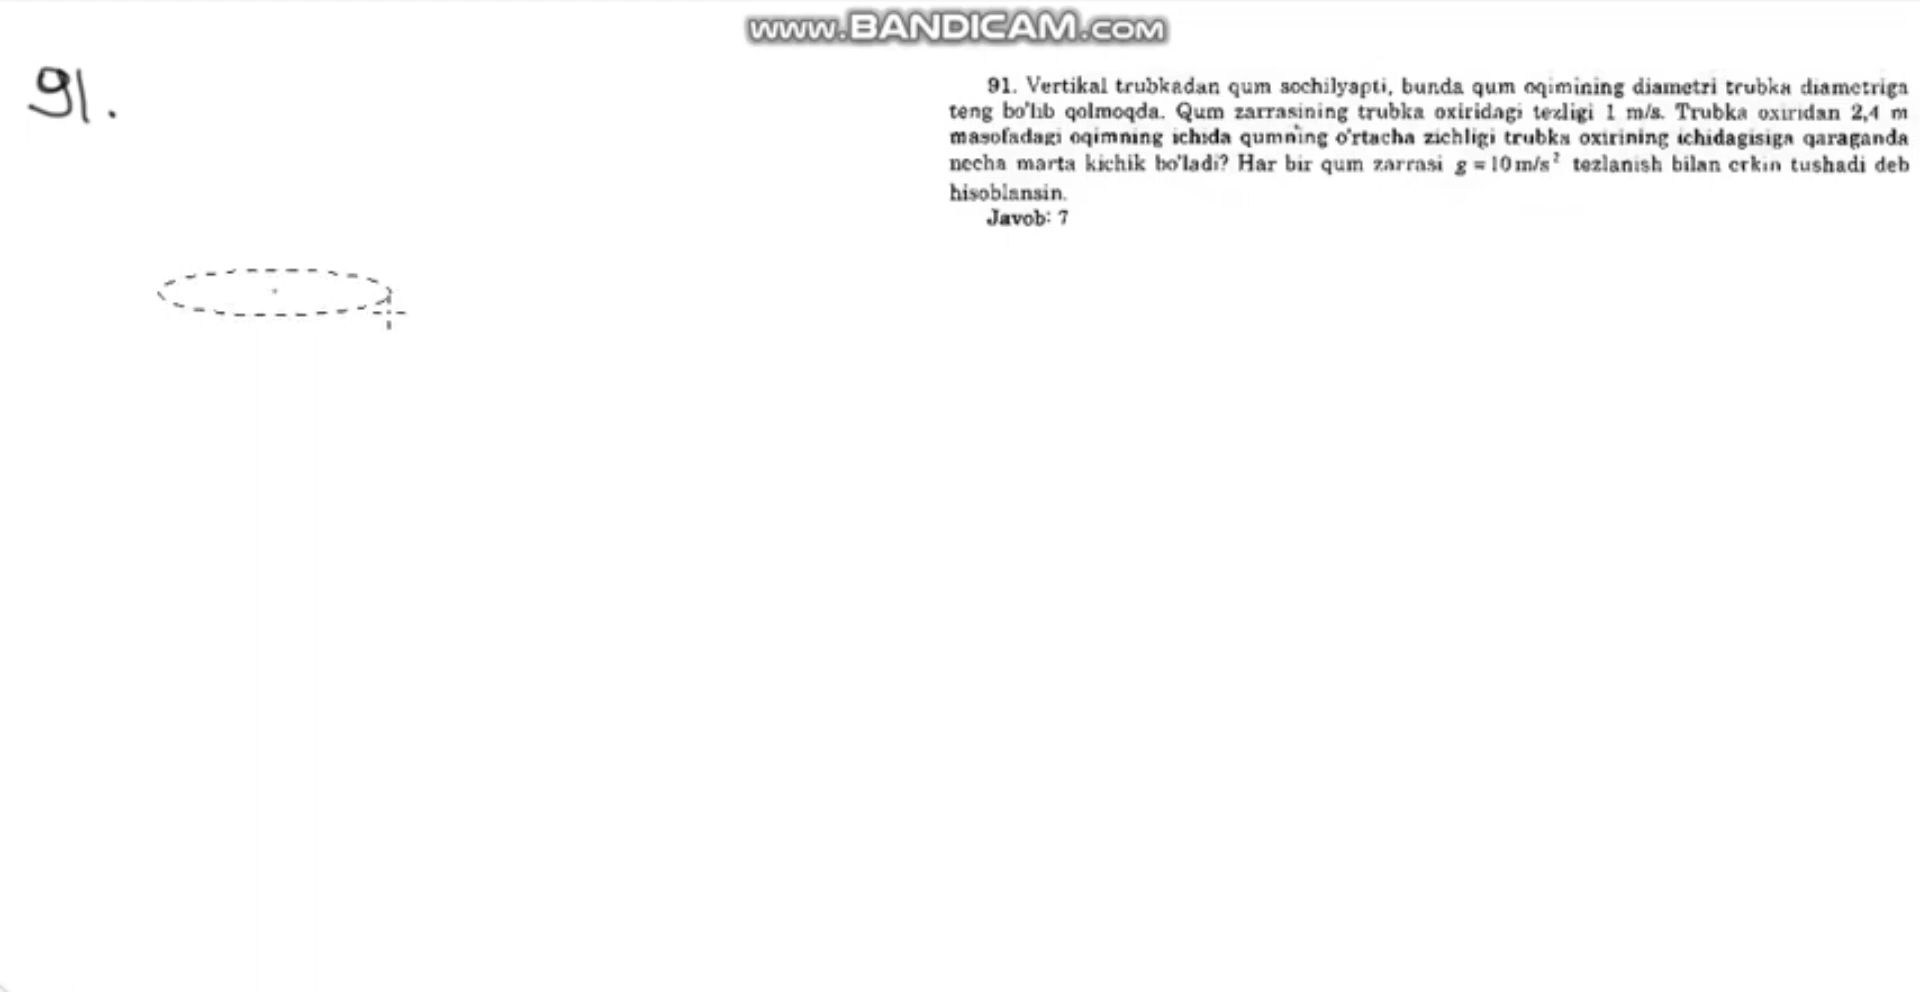 www.BANDICAM.COM
91.
91. Vertikal trubkadan qum sochilyapti, bunda qum oqimining diametri trubka diametriga
teng bo'lib qolmoqda. Qum zarrasining trubka oxiridagi tezligi 1 m/s. Trubka oxiridan 2,4 m
masofadagi oqimning ichida qumning o'rtacha zichligi trubka oxirining ichidagisiga qaraganda
necha marta kichik bo'ladi? Har bir qum zarrasi g = 10 m/s² tezlanish bilan erkin tushadi deb
hisoblansin.
Javob: 7